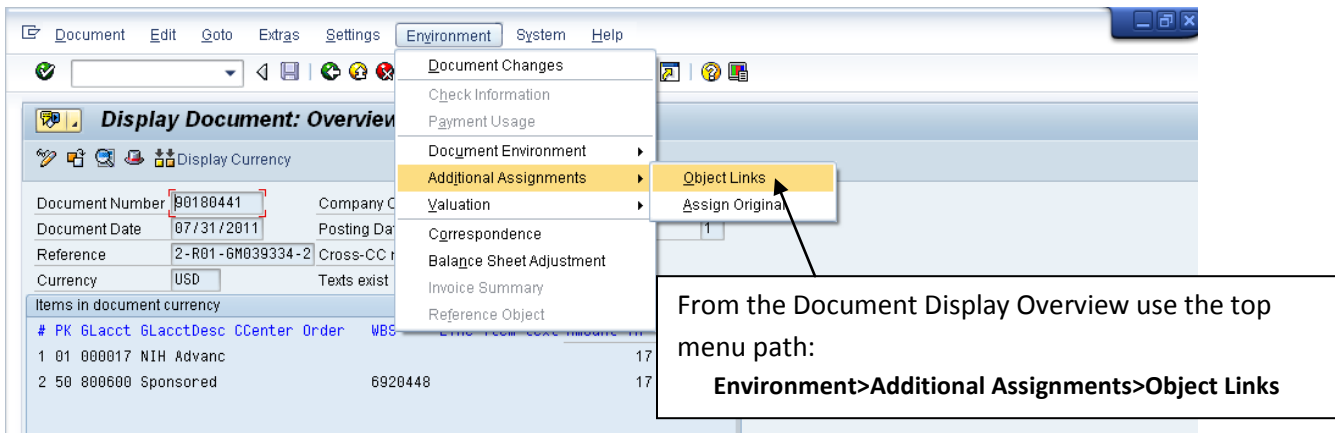 Document Edit Goto Extras Settings Environment System Help
Document Changes
Check Information
Display Document: Overview
Payment Usage
Display Currency
Document Environment
Additional Assignments
Object Links
Document Number 90180441 Company C
Valuation
Assign Original
Document Date 07/31/2011 Posting Da
Correspondence
1
Reference 2-R01-GM039334-2 Cross-CC
Balance Sheet Adjustment
Currency USD Texts exist
Invoice Summary
Items in document currency
Reference Object
# PK GLacct GLacctDesc CCenter Order WBS
1 01 000017 NIH Advanc 17
2 50 800600 Sponsored 6920448 17
From the Document Display Overview use the top
menu path:
Environment>Additional Assignments>Object Links